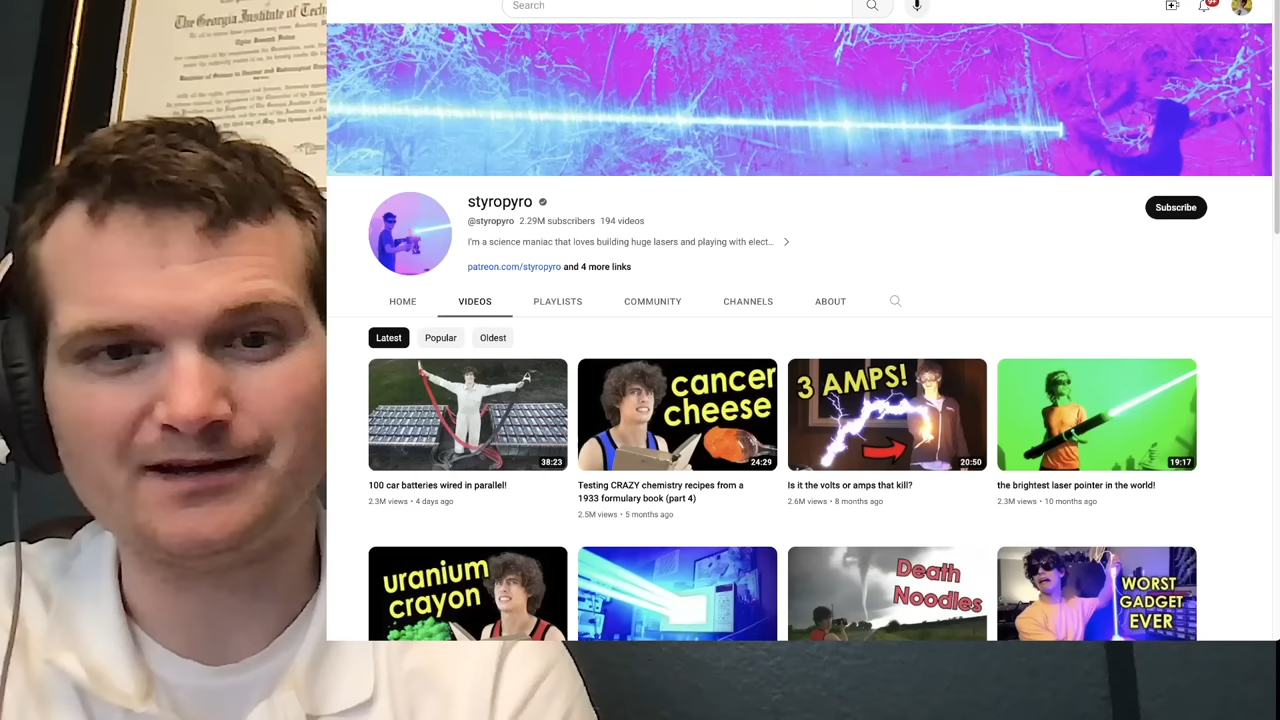 The Georgia Institute of Tech
Search
9+
styropyro
@styropyro 2.29M subscribers 194 videos
I'm a science maniac that loves building huge lasers and playing with elect...
patreon.com/styropyro and 4 more links
Subscribe
HOME VIDEOS PLAYLISTS COMMUNITY CHANNELS ABOUT
Latest Popular Oldest
38:23
cancer
cheese
24:29
3 AMPS!
20:50
19:17
100 car batteries wired in parallel!
2.3M views • 4 days ago
Testing CRAZY chemistry recipes from a
1933 formulary book (part 4)
2.5M views • 5 months ago
Is it the volts or amps that kill?
2.6M views • 8 months ago
the brightest laser pointer in the world!
2.3M views • 10 months ago
uranium
crayon
Death
Noodles
WORST
GADGET
EVER